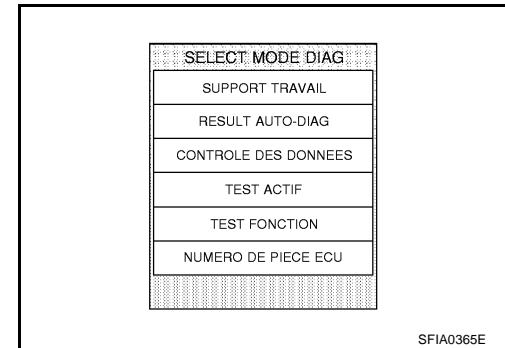 SELECT MODE DIAG
SUPPORT TRAVAIL
RESULT AUTO-DIAG
CONTROLE DES DONNEES
TEST ACTIF
TEST FONCTION
NUMERO DE PIECE ECU
SFIA0365E